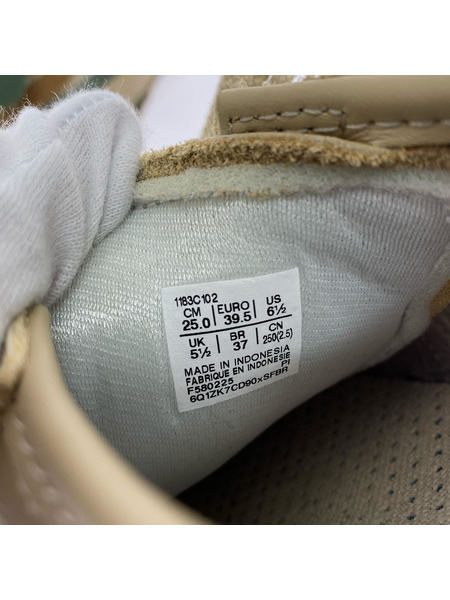 1183C102
CM EURO US
25.0 39.5 6½
UK BR CN
5½ 37 250(2.5)
MADE IN INDONESIA
FABRIQUE EN INDONESIE
F580225 PI
6Q1ZK7CD90xSFBR